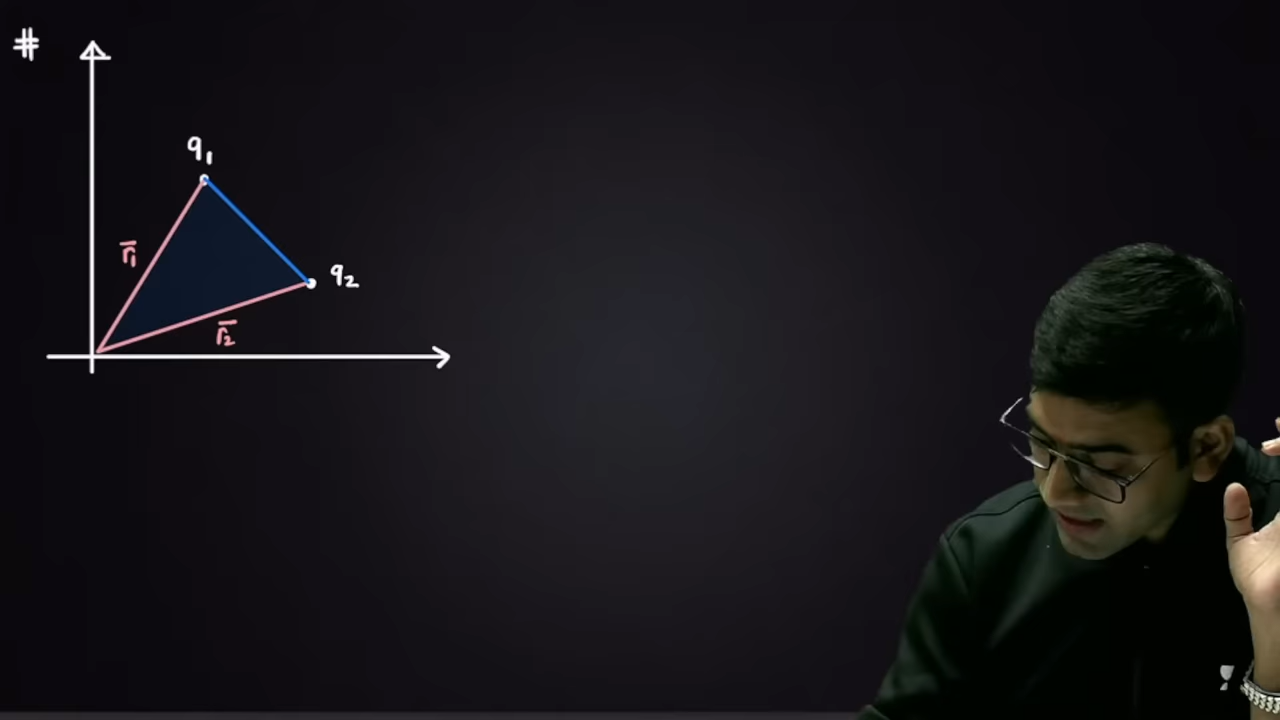 #
q₁
r̅₁
q₂
r̅₂